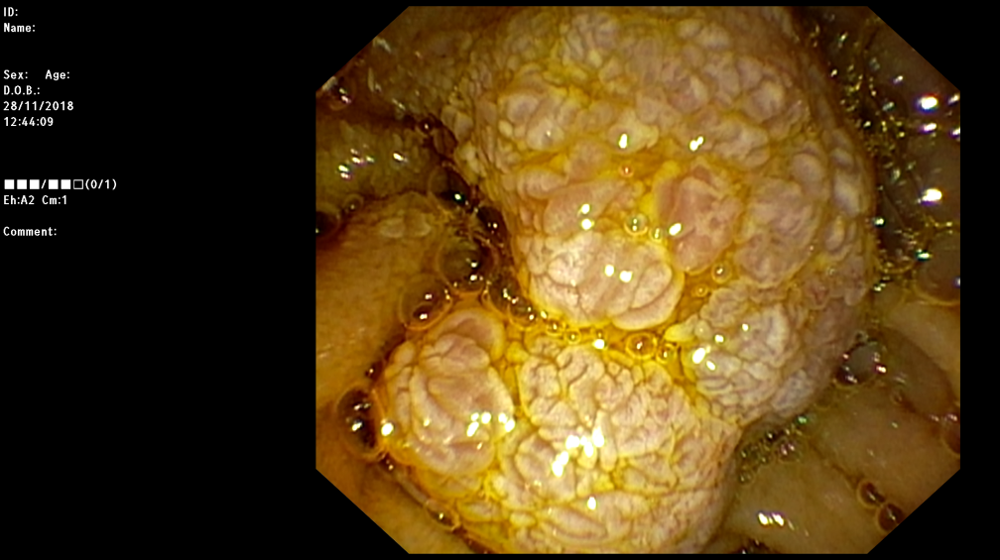 ID:
Name:
Sex: Age:
D.O.B.:
28/11/2018
12:44:09
■■■/■■□(0/1)
Eh:A2 Cm:1
Comment: